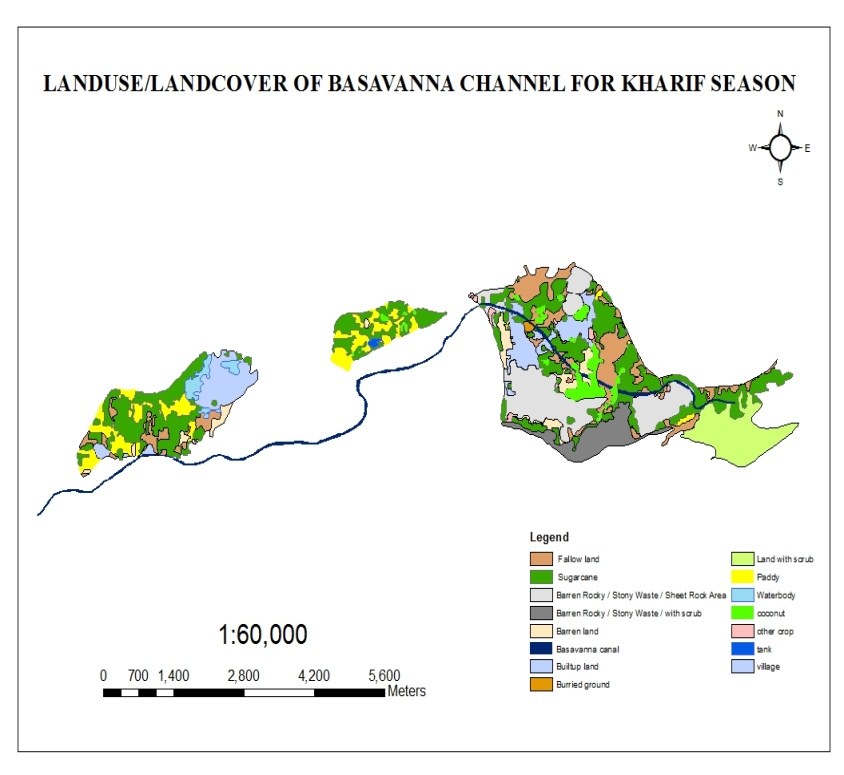 LANDUSE/LANDCOVER OF BASAVANNA CHANNEL FOR KHARIF SEASON
N
W E
S
Legend
Fallow land
Sugarcane
Barren Rocky / Stony Waste / Sheet Rock Area
Barren Rocky / Stony Waste / with scrub
Barren land
Basavanna canal
Builtup land
Burried ground
Land with scrub
Paddy
Waterbody
coconut
other crop
tank
village
1:60,000
0 700 1,400 2,800 4,200 5,600
Meters